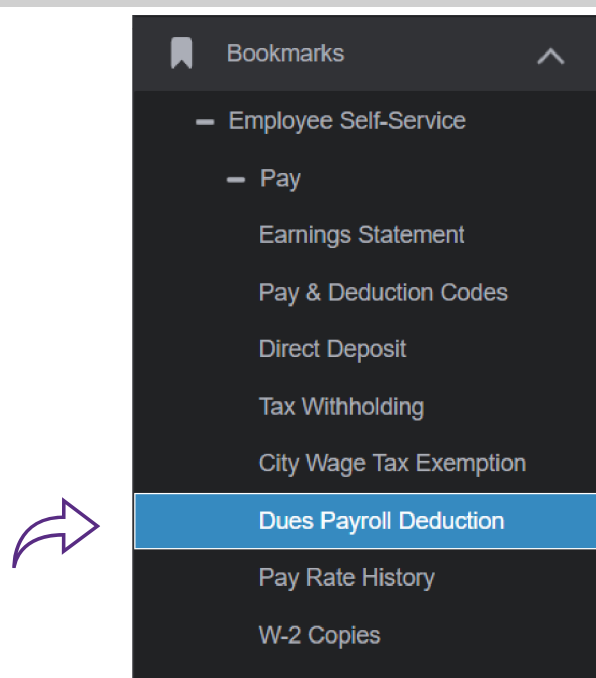 Bookmarks
Employee Self-Service
Pay
Earnings Statement
Pay & Deduction Codes
Direct Deposit
Tax Withholding
City Wage Tax Exemption
Dues Payroll Deduction
Pay Rate History
W-2 Copies